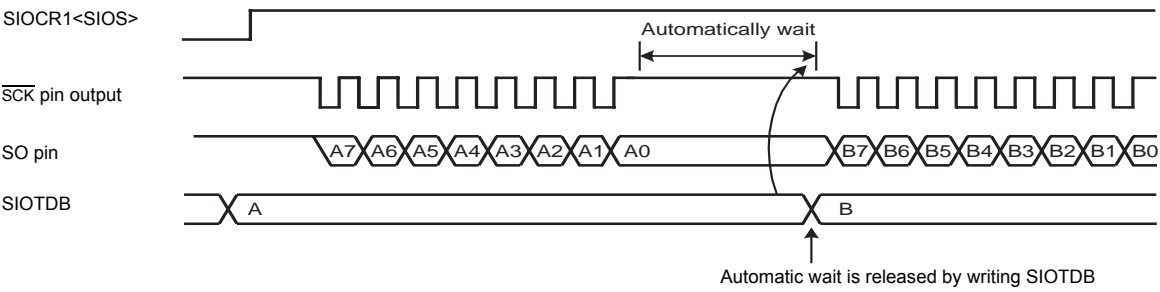 SIOCR1<SIOS>
Automatically wait
SCK pin output
SO pin
A7 A6 A5 A4 A3 A2 A1 A0 B7 B6 B5 B4 B3 B2 B1 B0
SIOTDB
A B
Automatic wait is released by writing SIOTDB